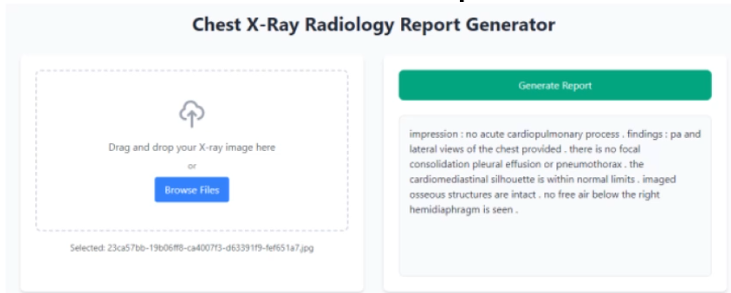 Chest X-Ray Radiology Report Generator
Drag and drop your X-ray image here
or
Browse Files
Selected: 23ca57bb-19b06ff8-ca4007f3-d63391f9-fef651a7.jpg
Generate Report
impression : no acute cardiopulmonary process . findings : pa and
lateral views of the chest provided . there is no focal
consolidation pleural effusion or pneumothorax . the
cardiomediastinal silhouette is within normal limits . imaged
osseous structures are intact . no free air below the right
hemidiaphragm is seen .